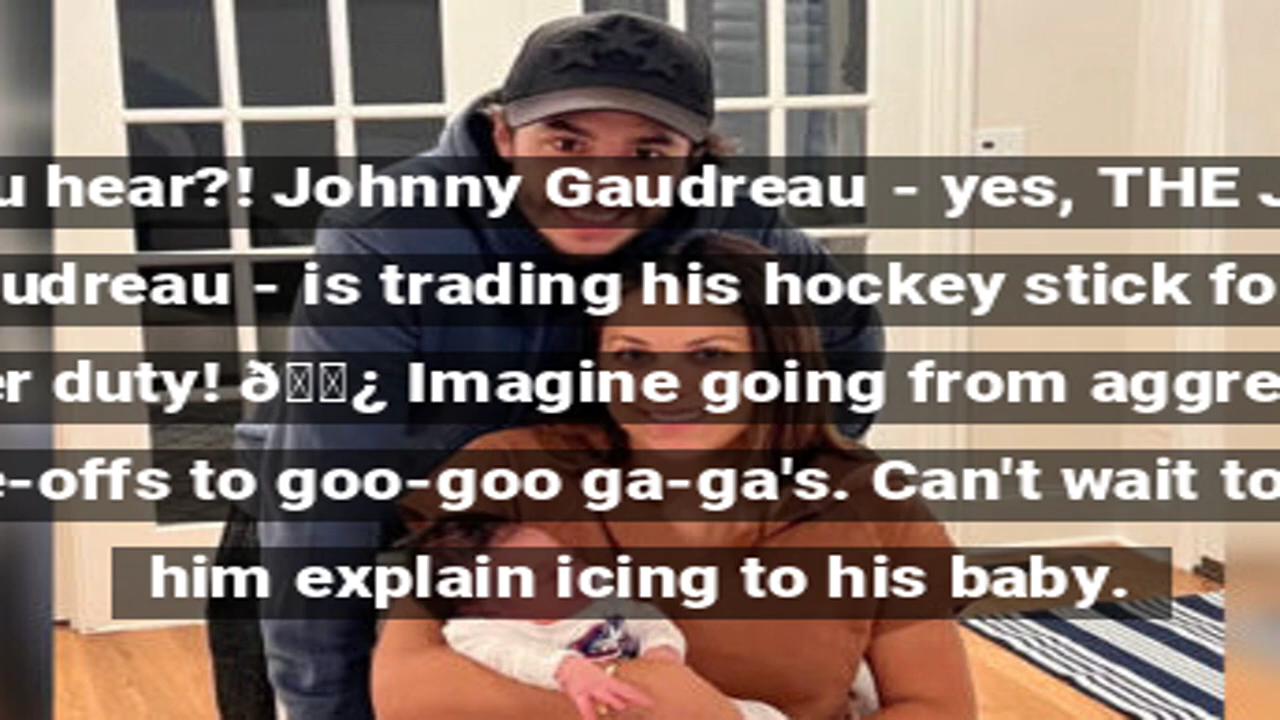 u hear?! Johnny Gaudreau - yes, THE J
udreau - is trading his hockey stick fo
er duty! ð¿ Imagine going from aggre
e-offs to goo-goo ga-ga's. Can't wait to
him explain icing to his baby.